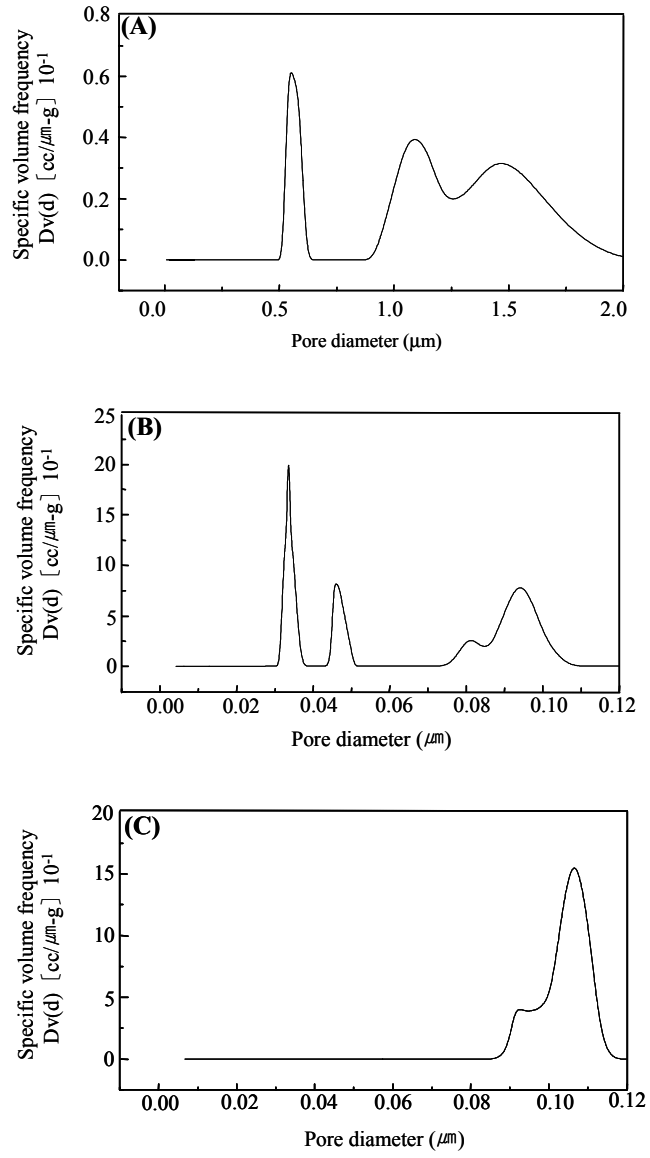 (A)
Specific volume frequency
Dv(d) [cc/㎛-g] 10⁻¹
0.8
0.6
0.4
0.2
0.0
0.0 0.5 1.0 1.5 2.0
Pore diameter (μm)
(B)
Specific volume frequency
Dv(d) [cc/㎛-g] 10⁻¹
25
20
15
10
5
0
0.00 0.02 0.04 0.06 0.08 0.10 0.12
Pore diameter (㎛)
(C)
Specific volume frequency
Dv(d) [cc/㎛-g] 10⁻¹
20
15
10
5
0
0.00 0.02 0.04 0.06 0.08 0.10 0.12
Pore diameter (㎛)